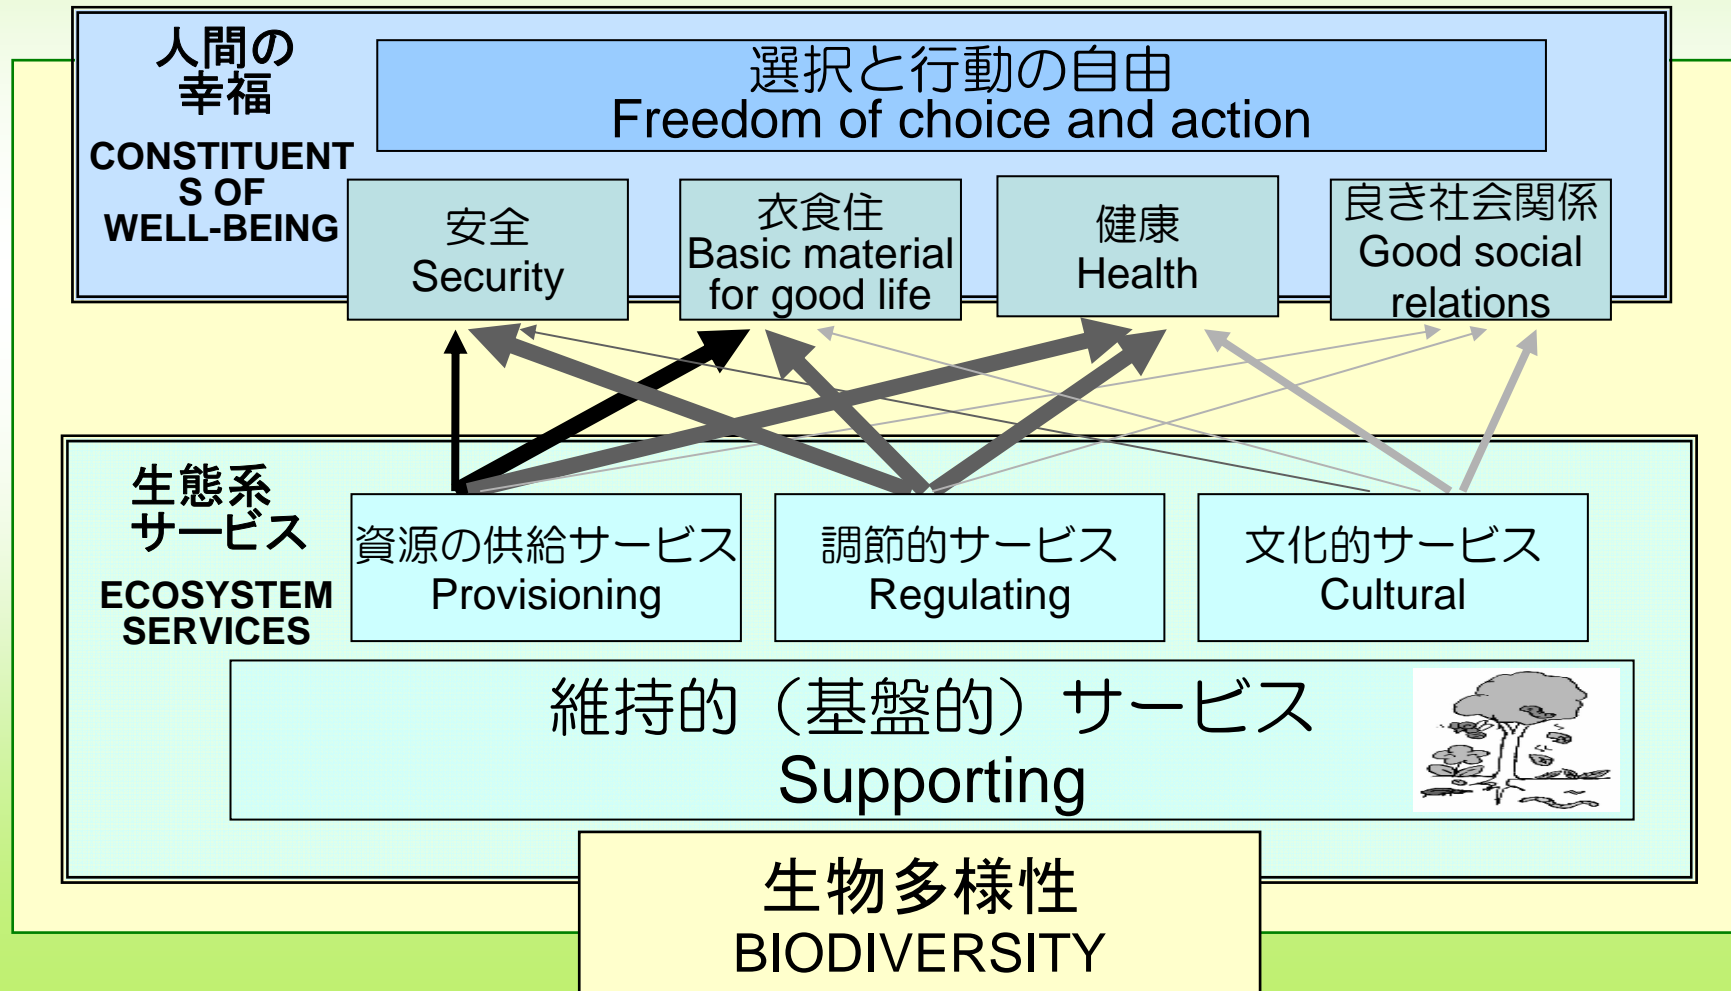 人間の
幸福
CONSTITUENT
S OF
WELL-BEING
選択と行動の自由
Freedom of choice and action
安全
Security
衣食住
Basic material
for good life
健康
Health
良き社会関係
Good social
relations
生態系
サービス
ECOSYSTEM
SERVICES
資源の供給サービス
Provisioning
調節的サービス
Regulating
文化的サービス
Cultural
維持的（基盤的）サービス
Supporting
生物多様性
BIODIVERSITY